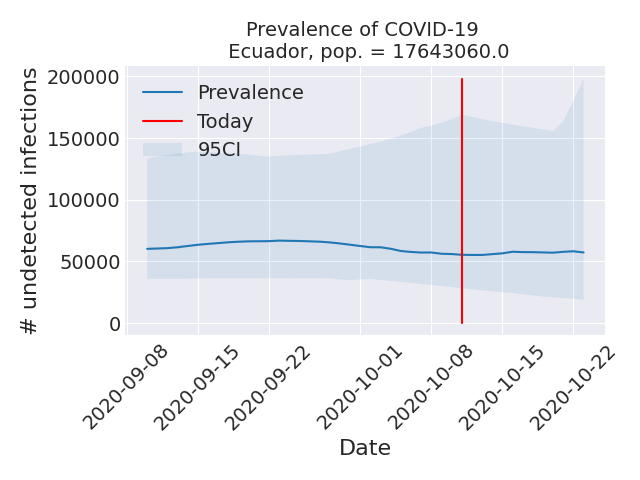 Prevalence of COVID-19
Ecuador, pop. = 17643060.0
# undetected infections
200000
150000
100000
50000
0
Prevalence
Today
95CI
2020-09-08
2020-09-15
2020-09-22
2020-10-01
2020-10-08
2020-10-15
2020-10-22
Date